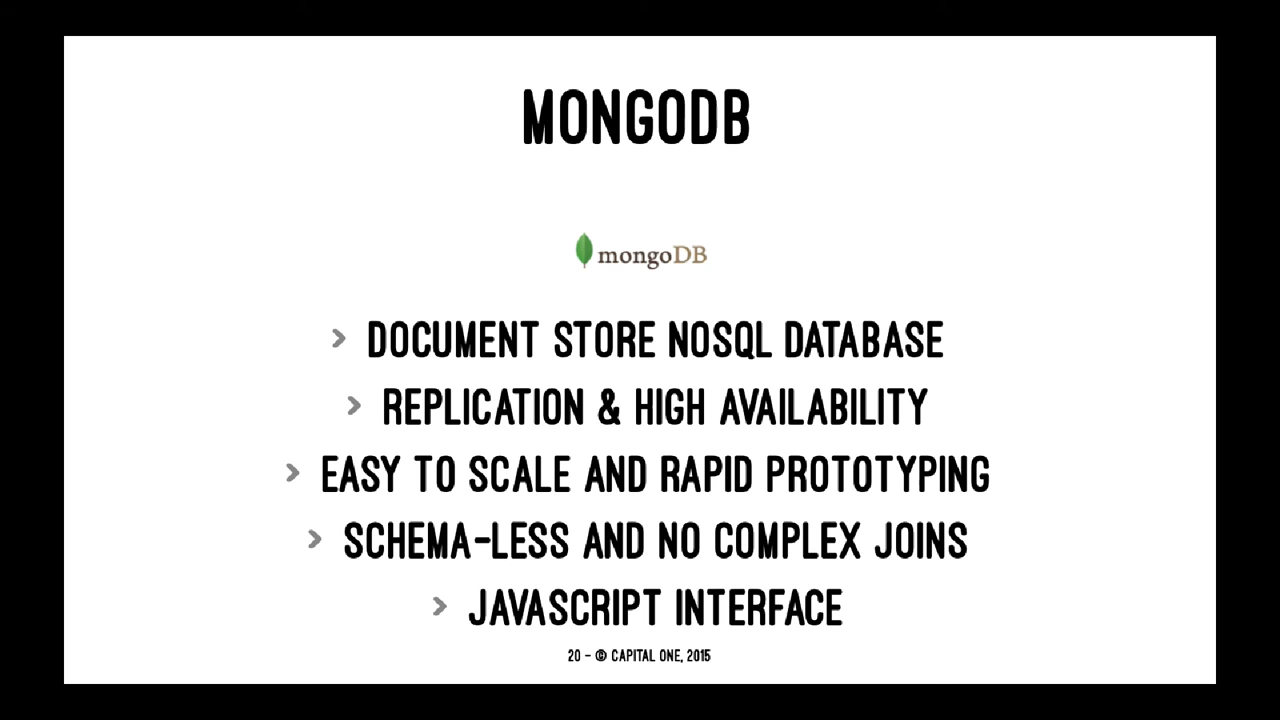 MONGODB
mongoDB
> DOCUMENT STORE NOSQL DATABASE
> REPLICATION & HIGH AVAILABILITY
> EASY TO SCALE AND RAPID PROTOTYPING
> SCHEMA-LESS AND NO COMPLEX JOINS
> JAVASCRIPT INTERFACE
20 - © CAPITAL ONE, 2015